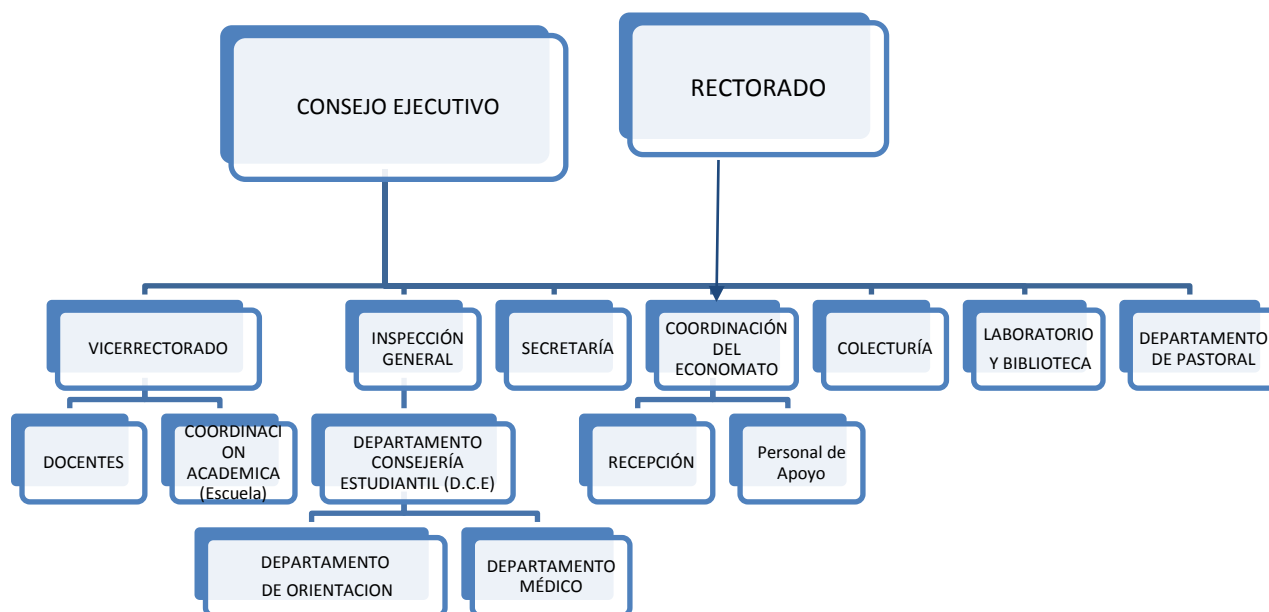 CONSEJO EJECUTIVO
RECTORADO
VICERRECTORADO
INSPECCIÓN
GENERAL
SECRETARÍA
COORDINACIÓN
DEL
ECONOMATO
COLECTURÍA
LABORATORIO
Y BIBLIOTECA
DEPARTAMENTO
DE PASTORAL
DOCENTES
COORDINACI
ON
ACADEMICA
(Escuela)
DEPARTAMENTO
CONSEJERÍA
ESTUDIANTIL (D.C.E)
RECEPCIÓN
Personal de
Apoyo
DEPARTAMENTO
DE ORIENTACION
DEPARTAMENTO
MÉDICO